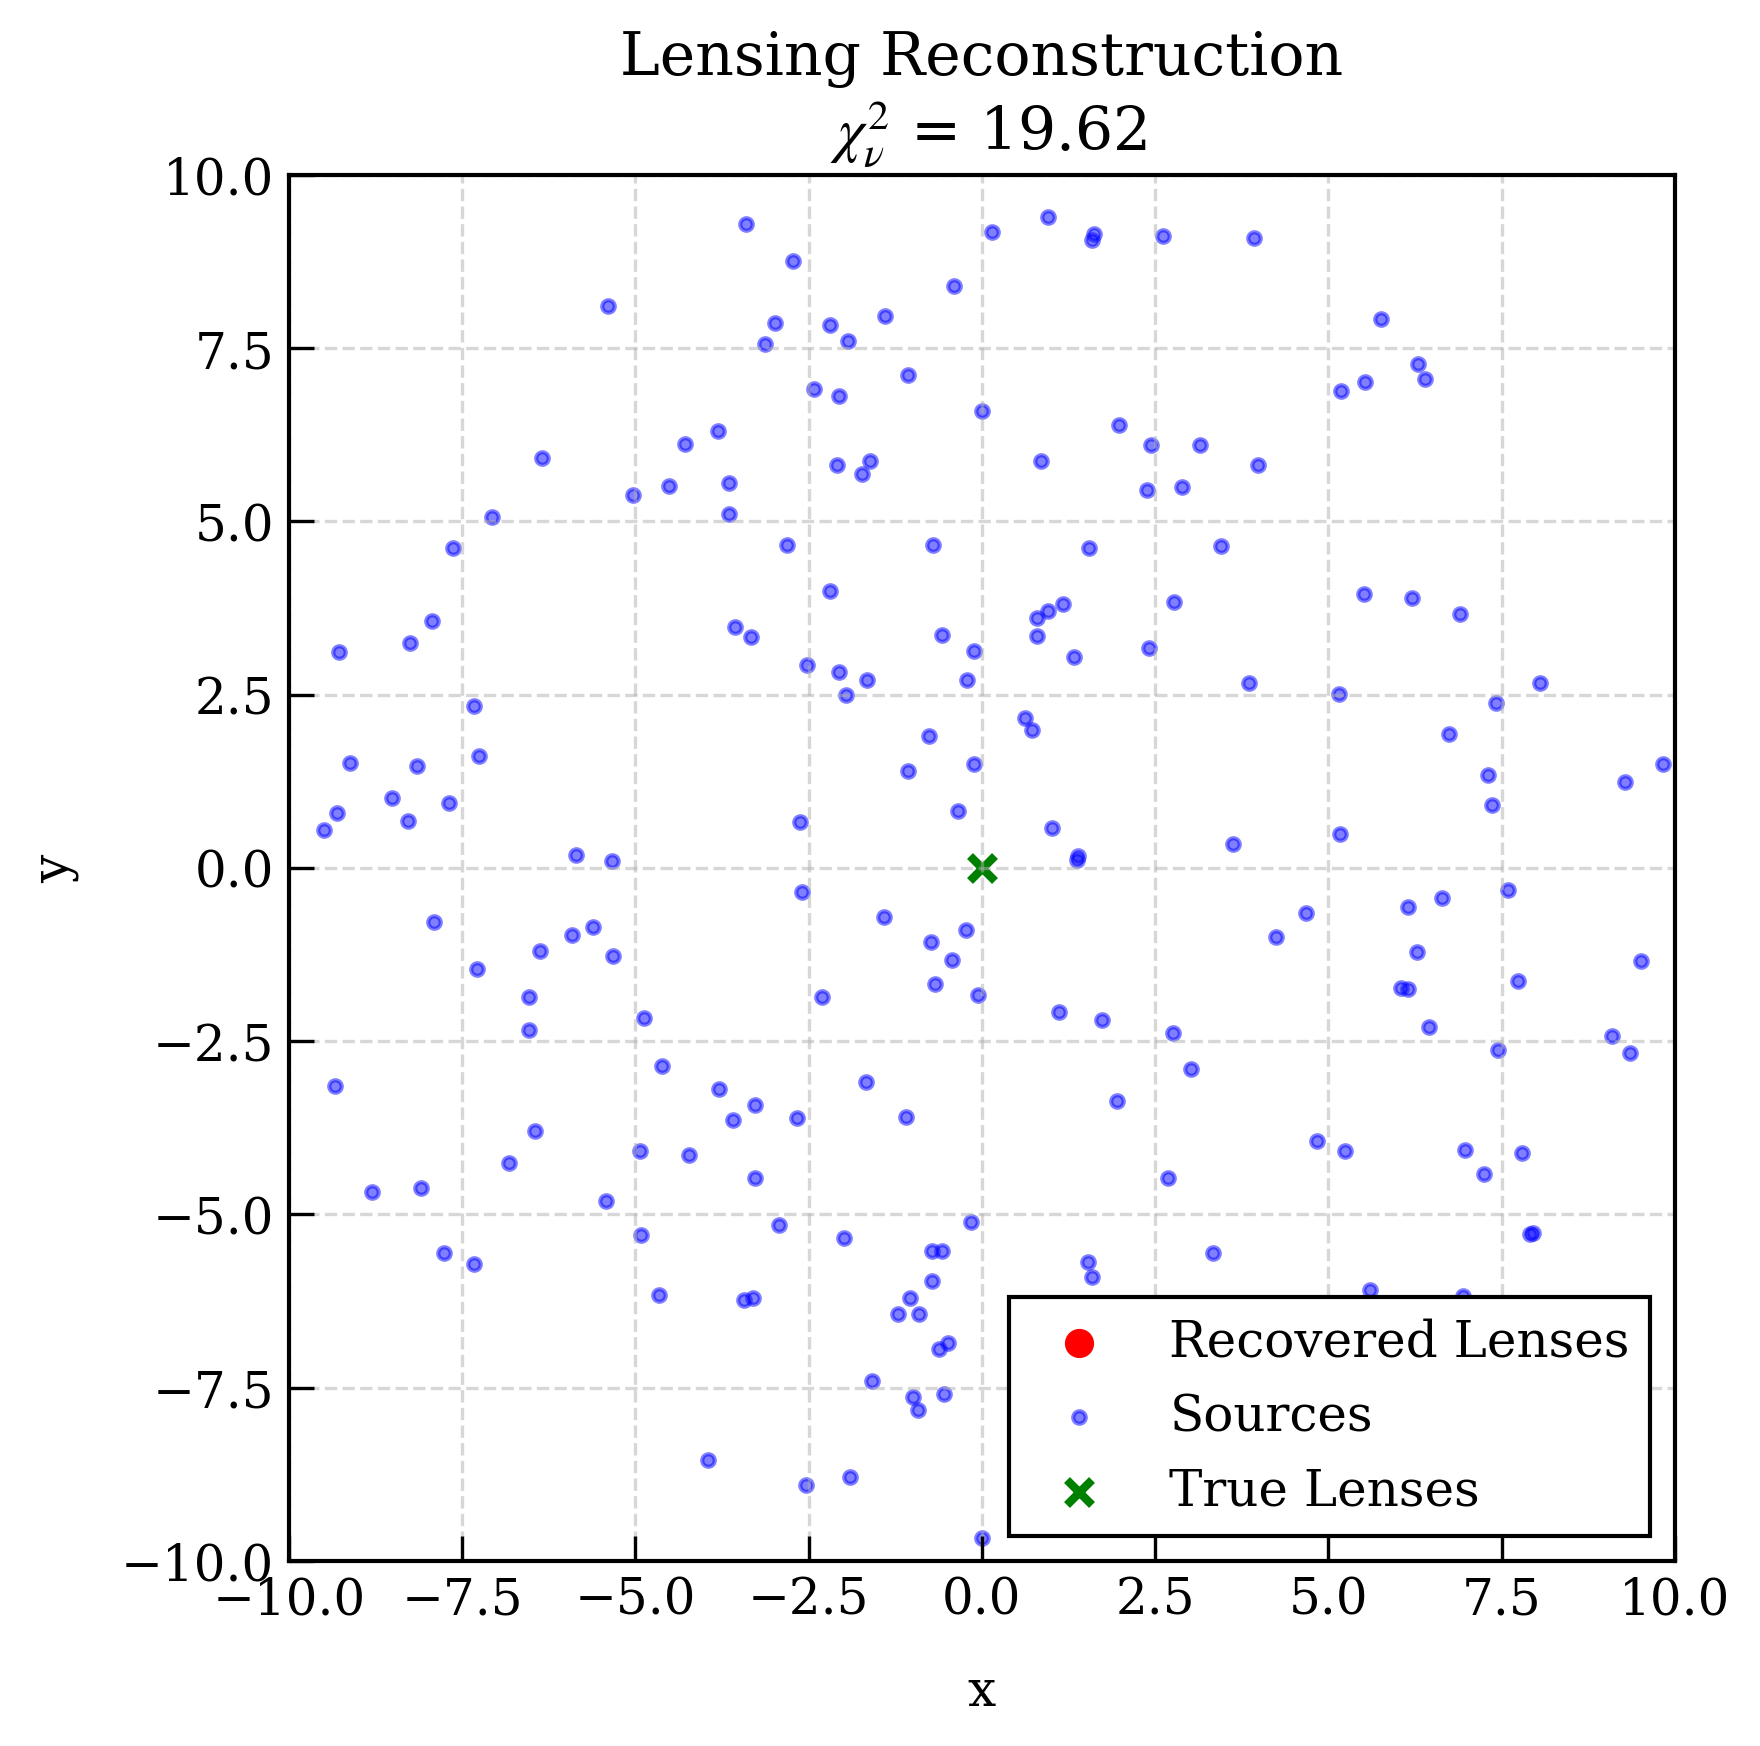 Lensing Reconstruction
χ²ᵥ = 19.62
10.0
7.5
5.0
2.5
0.0
−2.5
−5.0
−7.5
−10.0
y
Recovered Lenses
Sources
True Lenses
−10.0 −7.5 −5.0 −2.5 0.0 2.5 5.0 7.5 10.0
x